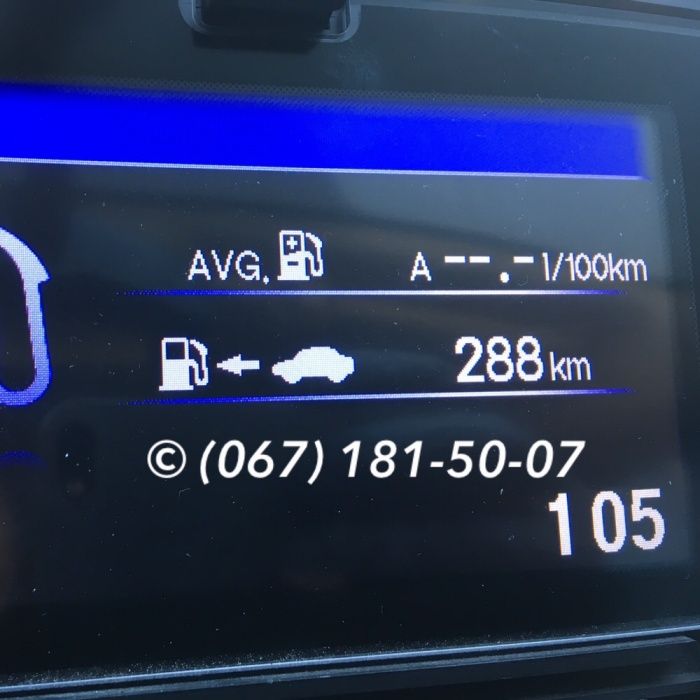 AVG. A --.- l/100km
288 km
© (067) 181-50-07
105